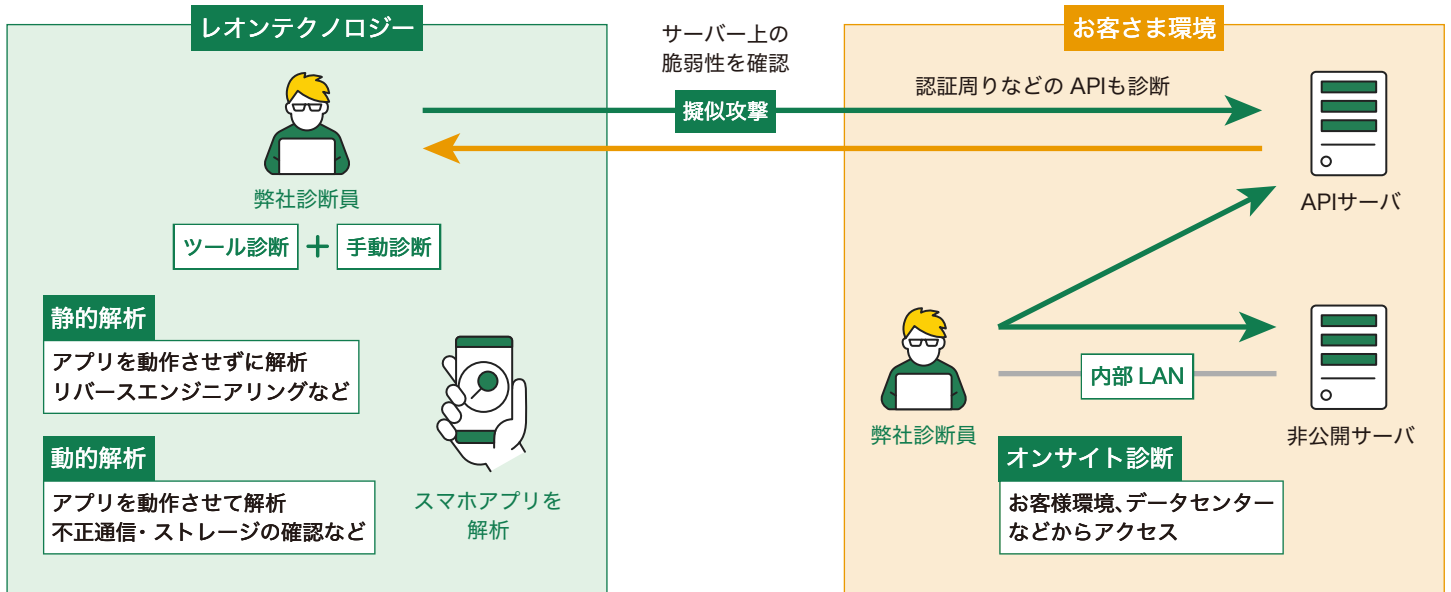 レオンテクノロジー
弊社診断員
ツール診断 + 手動診断
静的解析
アプリを動作させずに解析
リバースエンジニアリングなど
動的解析
アプリを動作させて解析
不正通信・ストレージの確認など
スマホアプリを
解析
サーバー上の
脆弱性を確認
擬似攻撃
お客さま環境
認証周りなどの APIも診断
APIサーバ
弊社診断員
内部 LAN
非公開サーバ
オンサイト診断
お客様環境、データセンター
などからアクセス